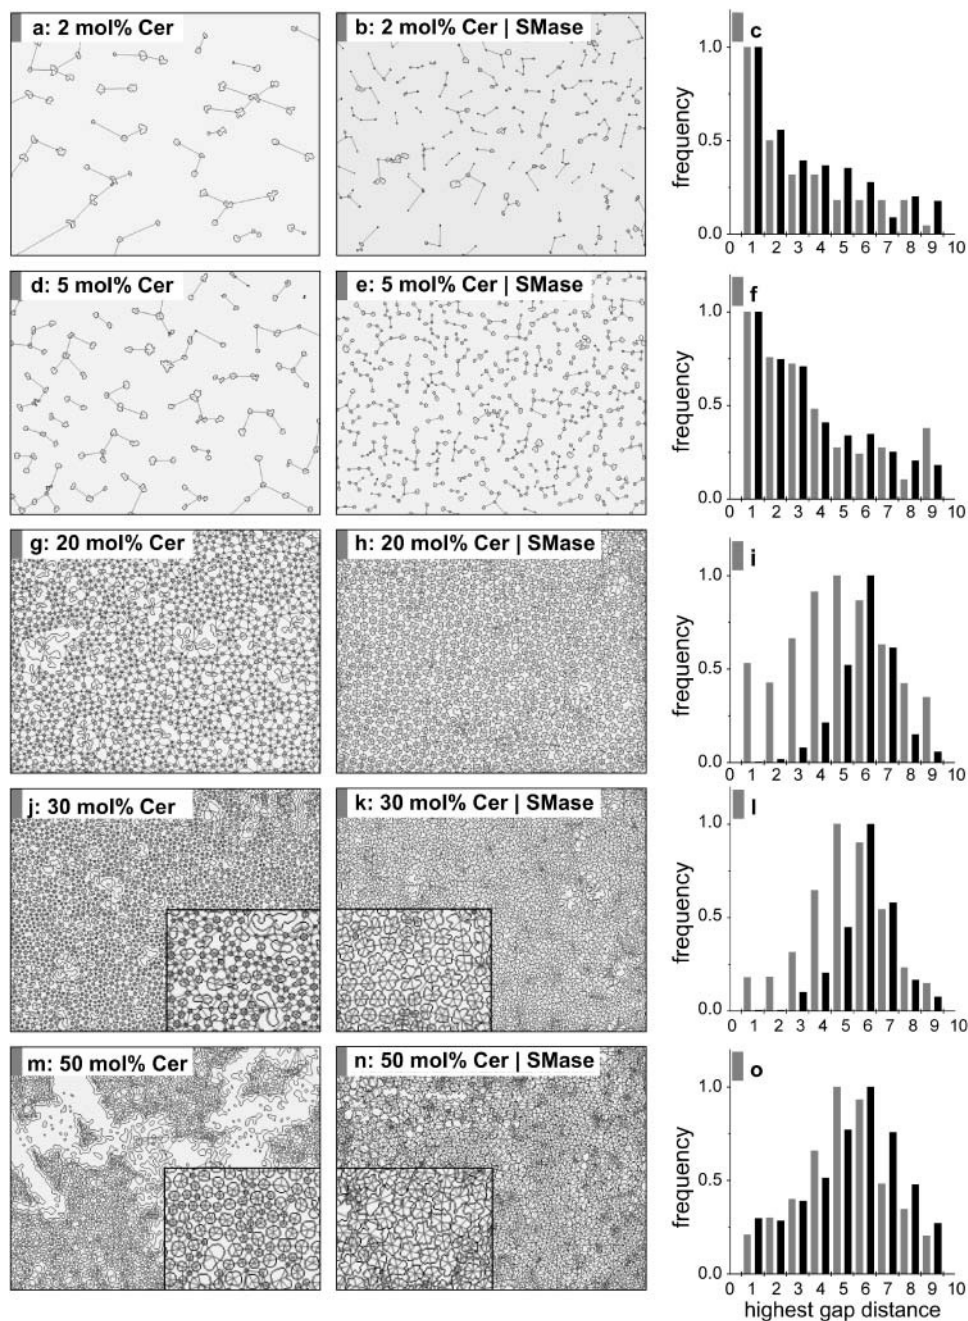 a: 2 mol% Cer
b: 2 mol% Cer | SMase
c
frequency
1.0
0.5
0.0
0 1 2 3 4 5 6 7 8 9 10
d: 5 mol% Cer
e: 5 mol% Cer | SMase
f
frequency
1.0
0.5
0.0
0 1 2 3 4 5 6 7 8 9 10
g: 20 mol% Cer
h: 20 mol% Cer | SMase
i
frequency
1.0
0.5
0.0
0 1 2 3 4 5 6 7 8 9 10
j: 30 mol% Cer
k: 30 mol% Cer | SMase
l
frequency
1.0
0.5
0.0
0 1 2 3 4 5 6 7 8 9 10
m: 50 mol% Cer
n: 50 mol% Cer | SMase
o
frequency
1.0
0.5
0.0
0 1 2 3 4 5 6 7 8 9 10
highest gap distance